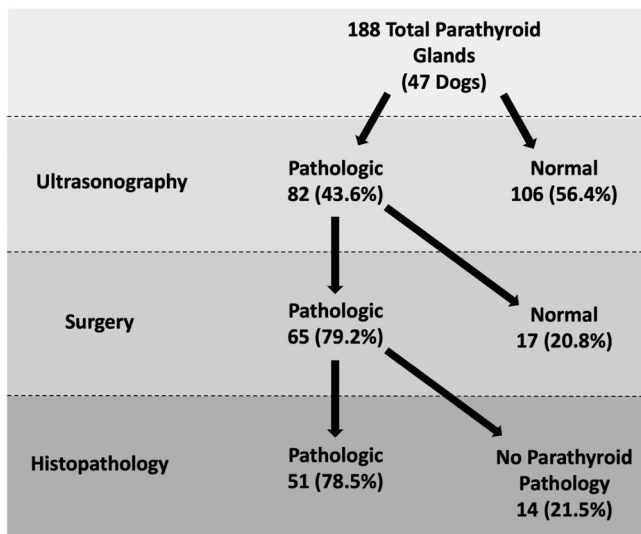 188 Total Parathyroid
Glands
(47 Dogs)
Ultrasonography
Pathologic
82 (43.6%)
Normal
106 (56.4%)
Surgery
Pathologic
65 (79.2%)
Normal
17 (20.8%)
Histopathology
Pathologic
51 (78.5%)
No Parathyroid
Pathology
14 (21.5%)